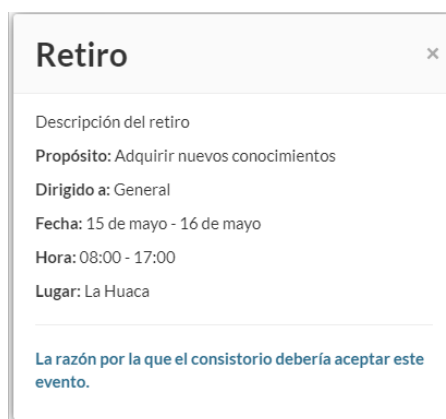 Retiro
×
Descripción del retiro
Propósito: Adquirir nuevos conocimientos
Dirigido a: General
Fecha: 15 de mayo - 16 de mayo
Hora: 08:00 - 17:00
Lugar: La Huaca
La razón por la que el consistorio debería aceptar este
evento.